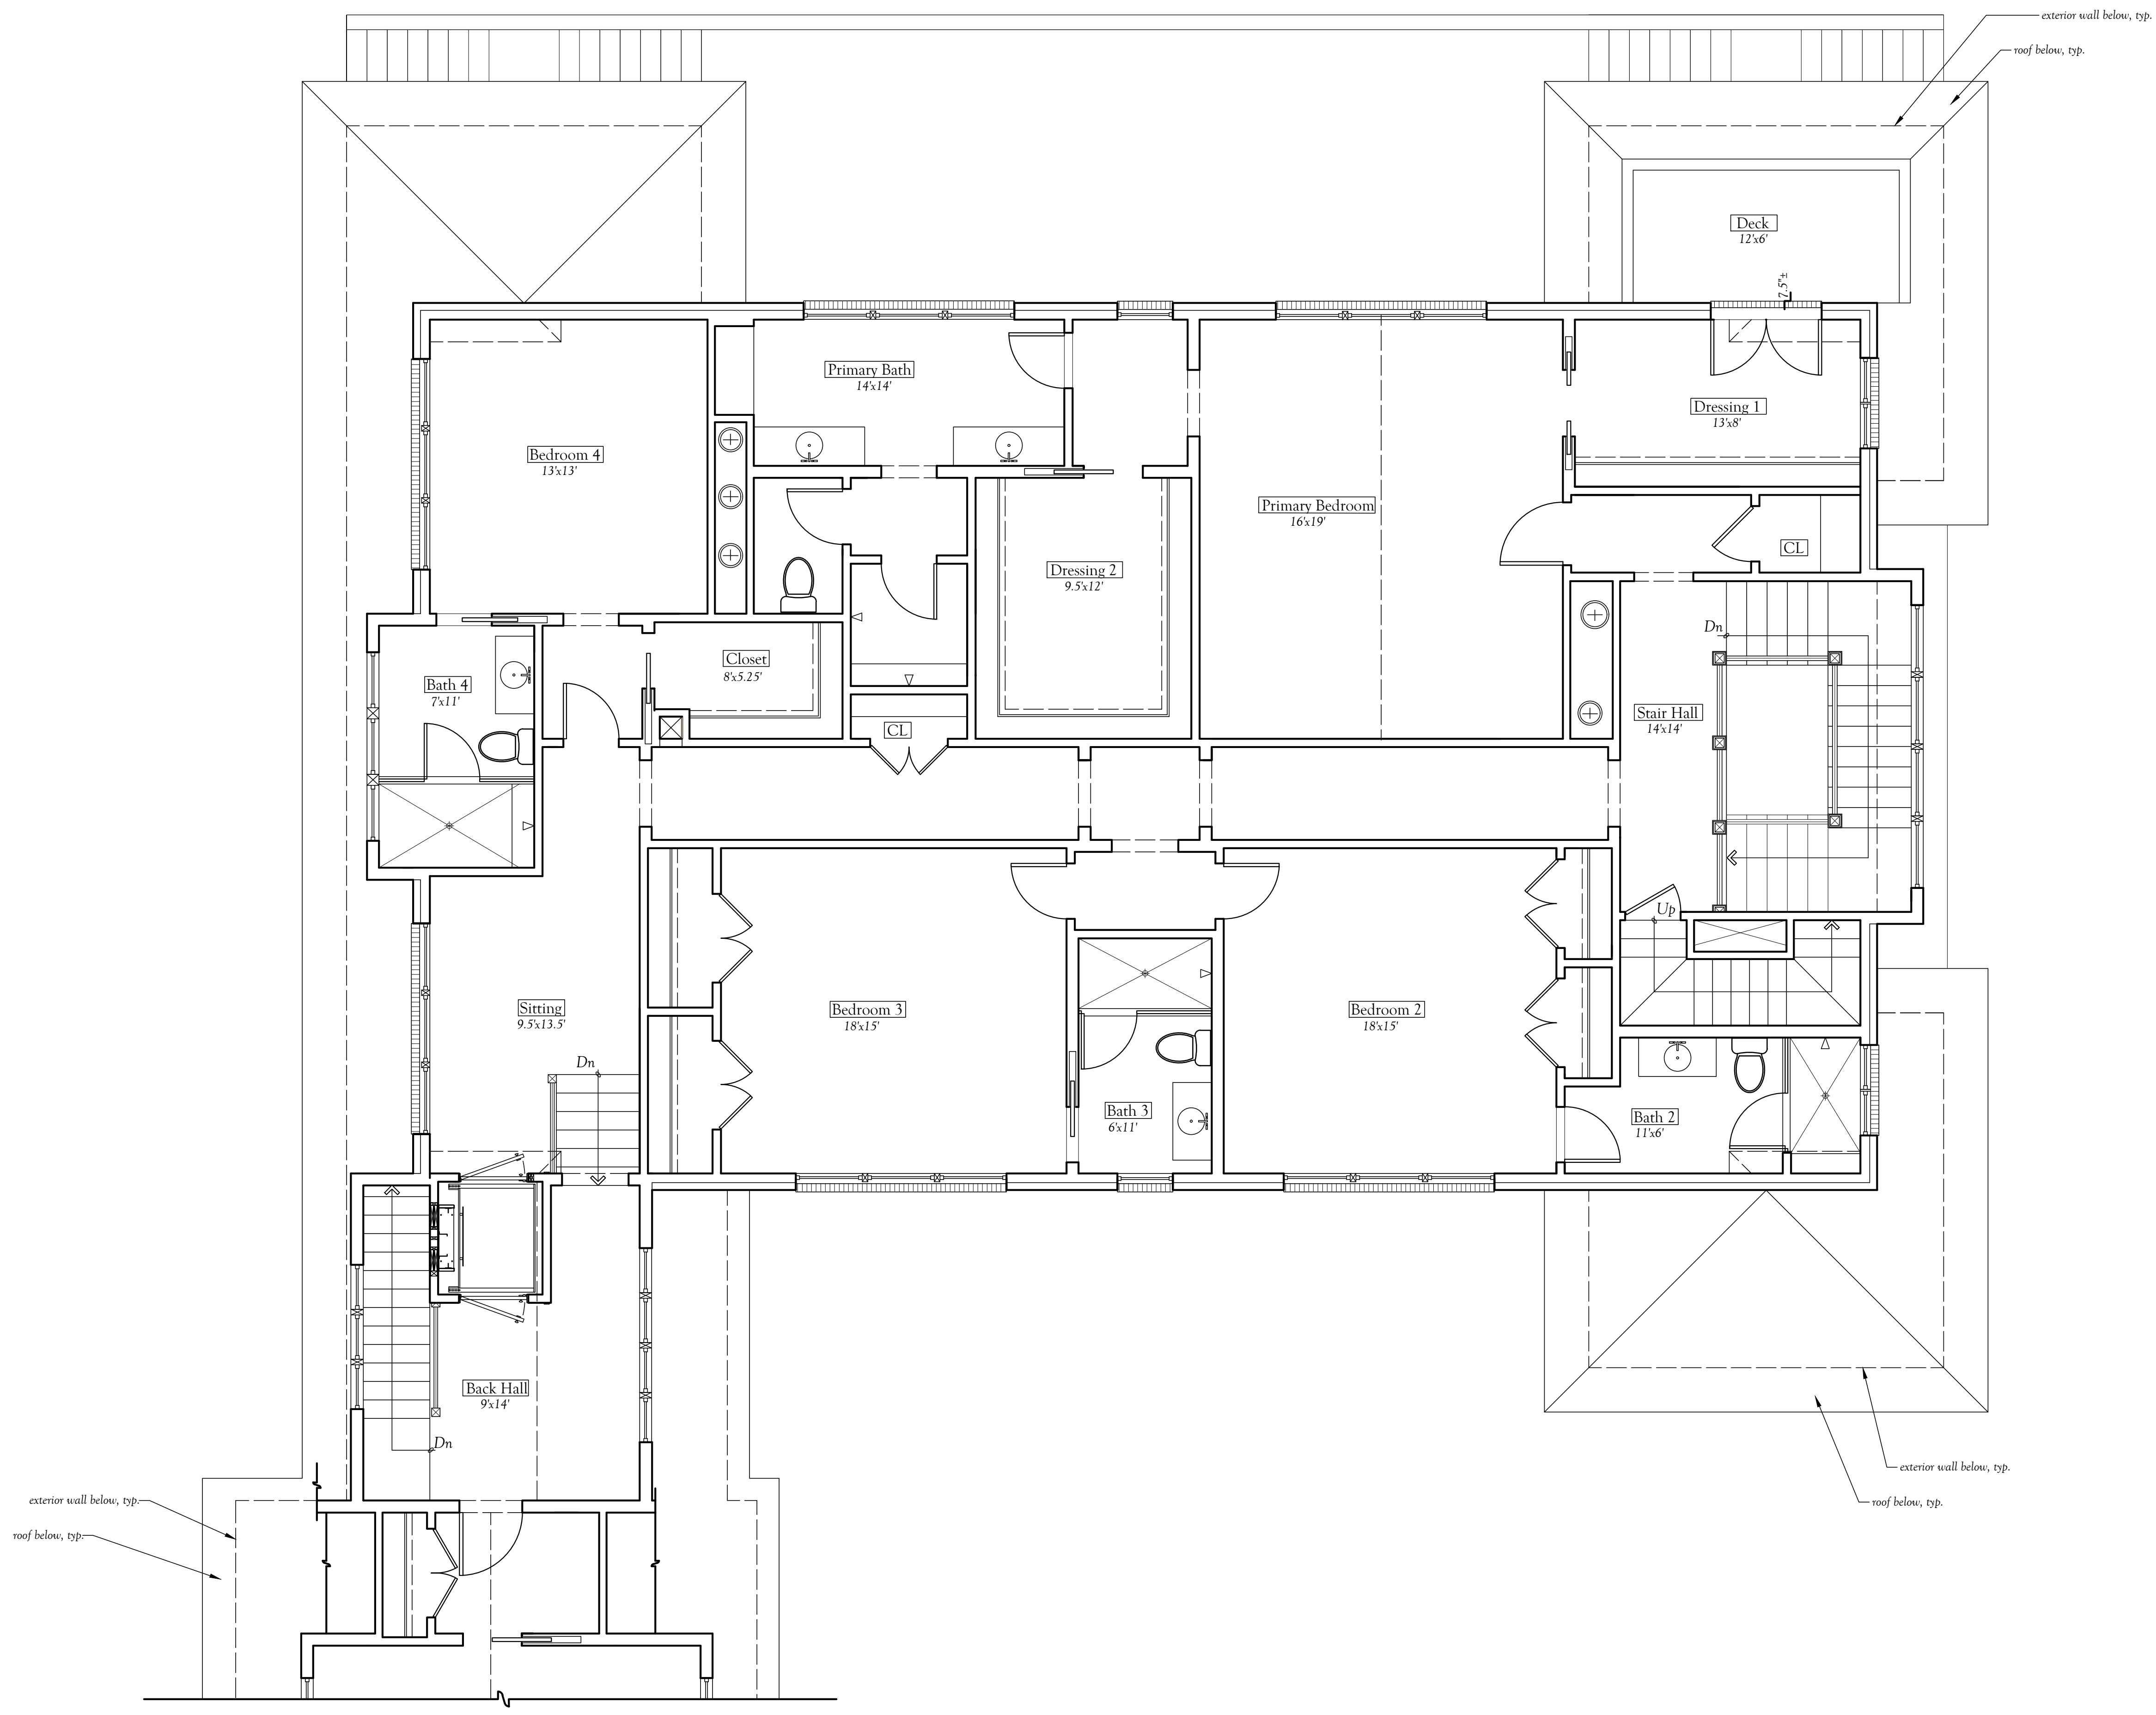 exterior wall below, typ.
roof below, typ.
Deck
12'x6'
7.5"±
Primary Bath
14'x14'
Dressing 1
13'x8'
Bedroom 4
13'x13'
Primary Bedroom
16'x19'
CL
Dressing 2
9.5'x12'
Dn
Closet
8'x5.25'
Bath 4
7'x11'
Stair Hall
14'x14'
CL
Up
Sitting
9.5'x13.5'
Bedroom 3
18'x15'
Bedroom 2
18'x15'
Dn
Bath 3
6'x11'
Bath 2
11'x6'
Back Hall
9'x14'
Dn
exterior wall below, typ.
roof below, typ.
exterior wall below, typ.
roof below, typ.